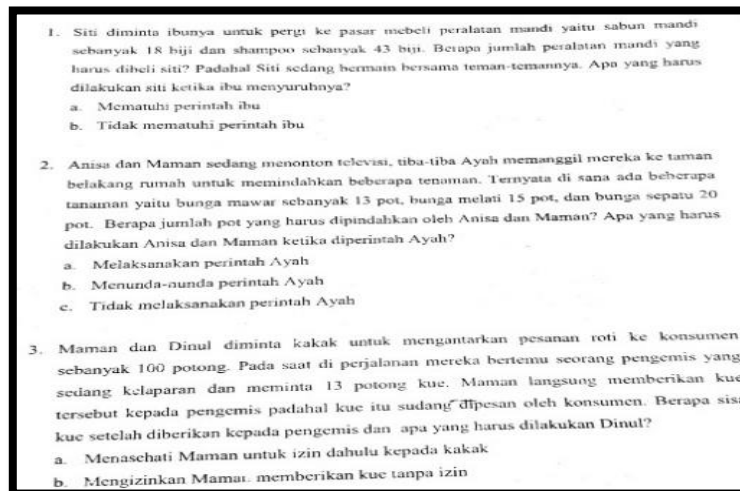 1. Siti diminta ibunya untuk pergi ke pasar mebeli peralatan mandi yaitu sabun mandi
sebanyak 18 biji dan shampoo sebanyak 43 biji. Berapa jumlah peralatan mandi yang
harus dibeli siti? Padahal Siti sedang bermain bersama teman-temannya. Apa yang harus
dilakukan siti ketika ibu menyuruhnya?
a. Mematuhi perintah ibu
b. Tidak mematuhi perintah ibu
2. Anisa dan Maman sedang menonton televisi, tiba-tiba Ayah memanggil mereka ke taman
belakang rumah untuk memindahkan beberapa tenaman. Ternyata di sana ada beberapa
tanaman yaitu bunga mawar sebanyak 13 pot, bunga melati 15 pot, dan bunga sepatu 20
pot. Berapa jumlah pot yang harus dipindahkan oleh Anisa dan Maman? Apa yang harus
dilakukan Anisa dan Maman ketika diperintah Ayah?
a. Melaksanakan perintah Ayah
b. Menunda-nunda perintah Ayah
c. Tidak melaksanakan perintah Ayah
3. Maman dan Dinul diminta kakak untuk mengantarkan pesanan roti ke konsumen
sebanyak 100 potong. Pada saat di perjalanan mereka bertemu seorang pengemis yang
sedang kelaparan dan meminta 13 potong kue. Maman langsung memberikan kue
tersebut kepada pengemis padahal kue itu sudang dipesan oleh konsumen. Berapa sisa
kue setelah diberikan kepada pengemis dan apa yang harus dilakukan Dinul?
a. Menasehati Maman untuk izin dahulu kepada kakak
b. Mengizinkan Maman memberikan kue tanpa izin